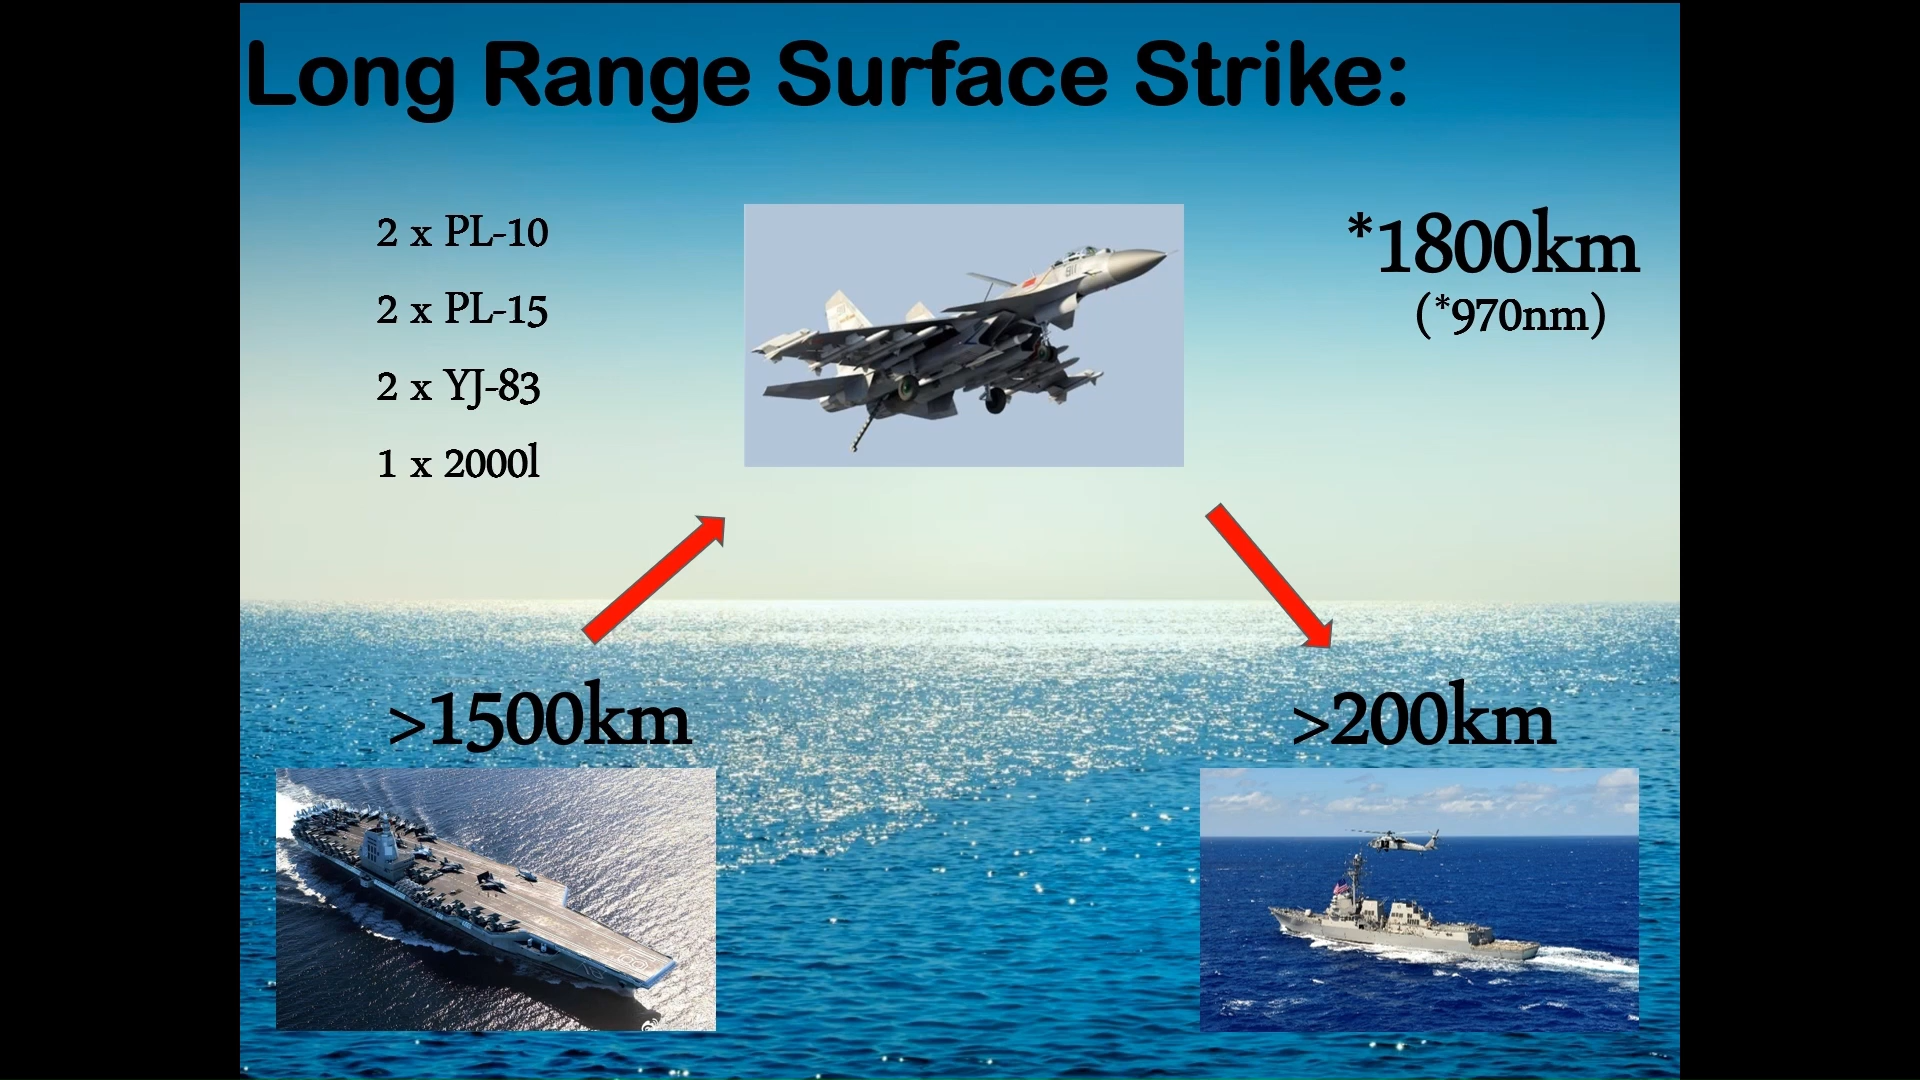 Long Range Surface Strike:
2 x PL-10
2 x PL-15
2 x YJ-83
1 x 2000l
*1800km
(*970nm)
>1500km
>200km